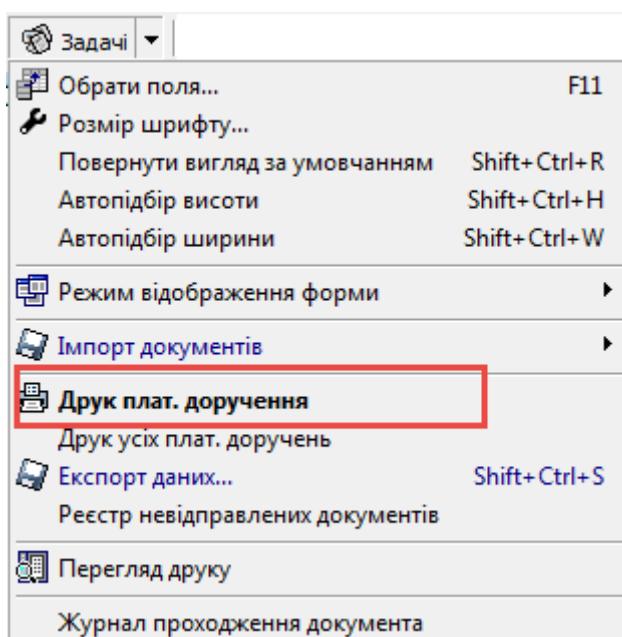 Задачі
Обрати поля... F11
Розмір шрифту...
Повернути вигляд за умовчанням Shift+Ctrl+R
Автопідбір висоти Shift+Ctrl+H
Автопідбір ширини Shift+Ctrl+W
Режим відображення форми
Імпорт документів
Друк плат. доручення
Друк усіх плат. доручень
Експорт даних... Shift+Ctrl+S
Реєстр невідправлених документів
Перегляд друку
Журнал проходження документа